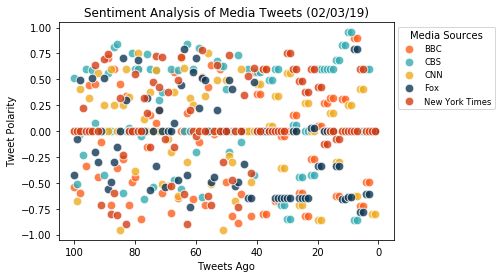 Sentiment Analysis of Media Tweets (02/03/19)
Media Sources
BBC
CBS
CNN
Fox
New York Times
Tweet Polarity
1.00
0.75
0.50
0.25
0.00
−0.25
−0.50
−0.75
−1.00
100
80
60
40
20
0
Tweets Ago